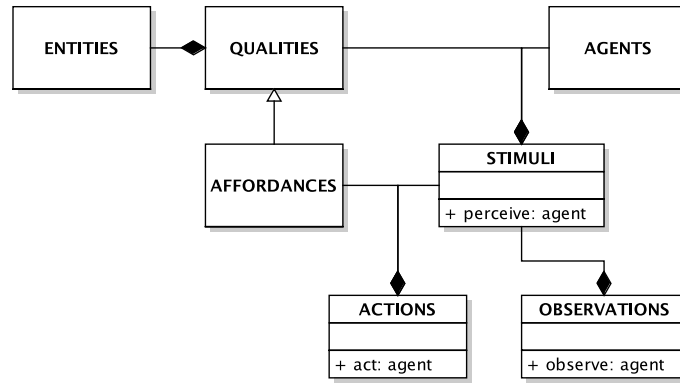 ENTITIES
QUALITIES
AGENTS
AFFORDANCES
STIMULI
+ perceive: agent
ACTIONS
+ act: agent
OBSERVATIONS
+ observe: agent